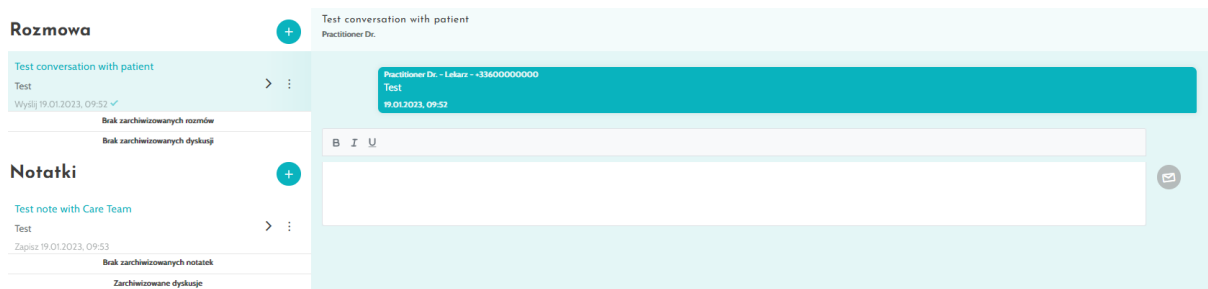 Rozmowa
Test conversation with patient
Test
Wyślij 19.01.2023, 09:52
Brak zarchiwizowanych rozmów
Brak zarchiwizowanych dyskusji
Notatki
Test note with Care Team
Test
Zapisz 19.01.2023, 09:53
Brak zarchiwizowanych notatek
Zarchiwizowane dyskusje
Test conversation with patient
Practitioner Dr.
Practitioner Dr. - Lekarz - +33600000000
Test
19.01.2023, 09:52
B I U